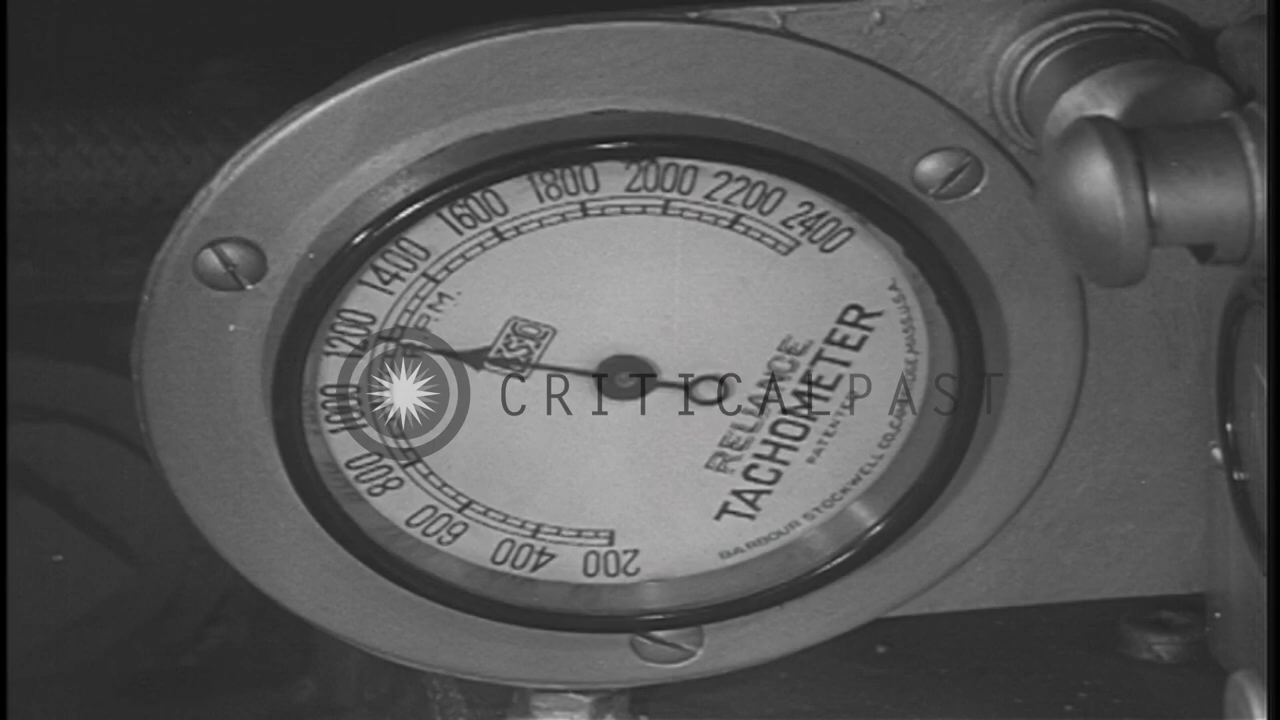 200
400
600
800
1000
1200
1400
1600
1800
2000
2200
2400
RELIANCE
TACHOMETER
PATENTED
BARBOUR STOCKWELL CO. CAMBRIDGE, MASS. U.S.A.
CRITICALPAST